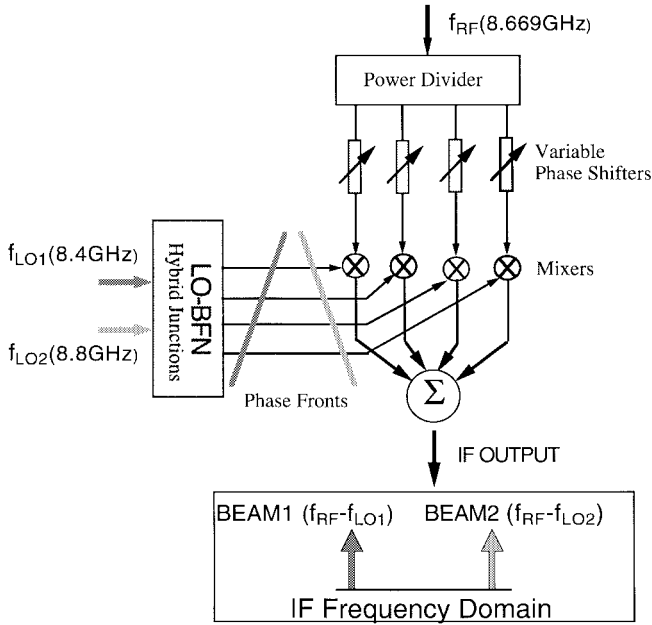 fRF(8.669GHz)
Power Divider
Variable
Phase Shifters
fLO1(8.4GHz)
fLO2(8.8GHz)
LO-BFN
Hybrid Junctions
Mixers
Phase Fronts
Σ
IF OUTPUT
BEAM1 (fRF-fLO1)
BEAM2 (fRF-fLO2)
IF Frequency Domain